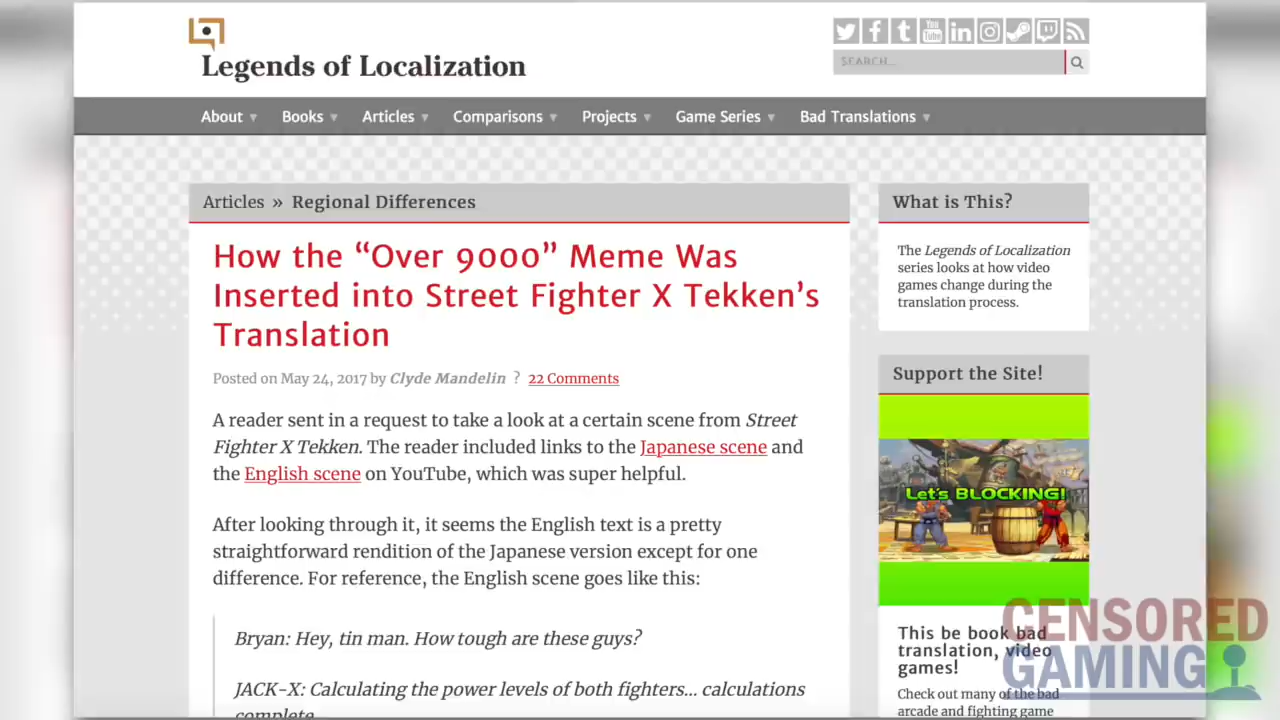 Legends of Localization
SEARCH...
About Books Articles Comparisons Projects Game Series Bad Translations
Articles » Regional Differences
How the “Over 9000” Meme Was
Inserted into Street Fighter X Tekken’s
Translation
Posted on May 24, 2017 by Clyde Mandelin ? 22 Comments
A reader sent in a request to take a look at a certain scene from Street
Fighter X Tekken. The reader included links to the Japanese scene and
the English scene on YouTube, which was super helpful.
After looking through it, it seems the English text is a pretty
straightforward rendition of the Japanese version except for one
difference. For reference, the English scene goes like this:
Bryan: Hey, tin man. How tough are these guys?
JACK-X: Calculating the power levels of both fighters... calculations
complete.
What is This?
The Legends of Localization
series looks at how video
games change during the
translation process.
Support the Site!
Let's BLOCKING!
This be book bad
translation, video
games!
Check out many of the bad
arcade and fighting game
CENSORED
GAMING